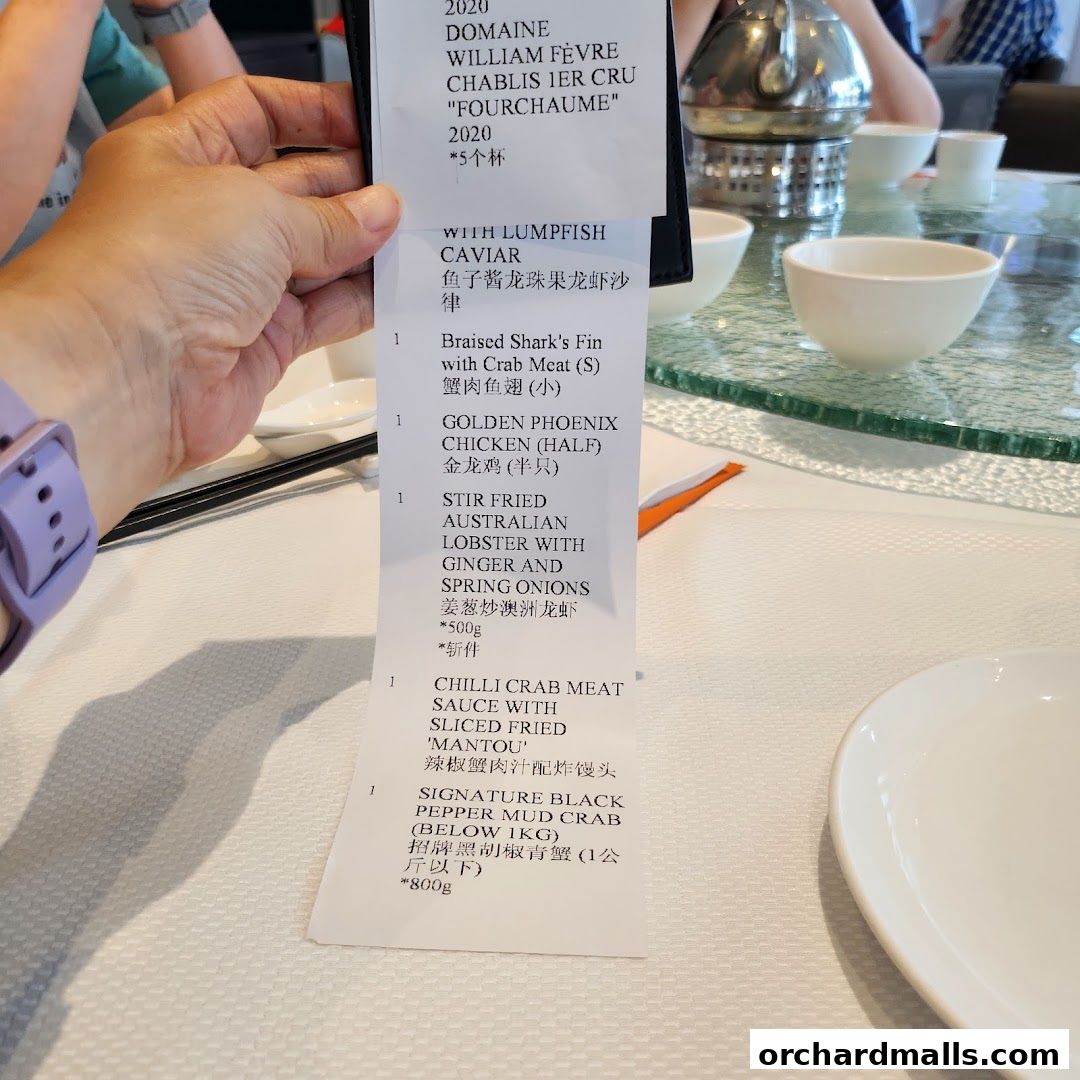 2020
DOMAINE
WILLIAM FÈVRE
CHABLIS 1ER CRU
"FOURCHAUME"
2020
*5个杯
WITH LUMPFISH
CAVIAR
鱼子酱龙珠果龙虾沙
律
1 Braised Shark's Fin
with Crab Meat (S)
蟹肉鱼翅 (小)
1 GOLDEN PHOENIX
CHICKEN (HALF)
金龙鸡 (半只)
1 STIR FRIED
AUSTRALIAN
LOBSTER WITH
GINGER AND
SPRING ONIONS
姜葱炒澳洲龙虾
*500g
*斩件
1 CHILLI CRAB MEAT
SAUCE WITH
SLICED FRIED
'MANTOU'
辣椒蟹肉汁配炸馒头
1 SIGNATURE BLACK
PEPPER MUD CRAB
(BELOW 1KG)
招牌黑胡椒青蟹 (1公
斤以下)
*800g
orchardmalls.com